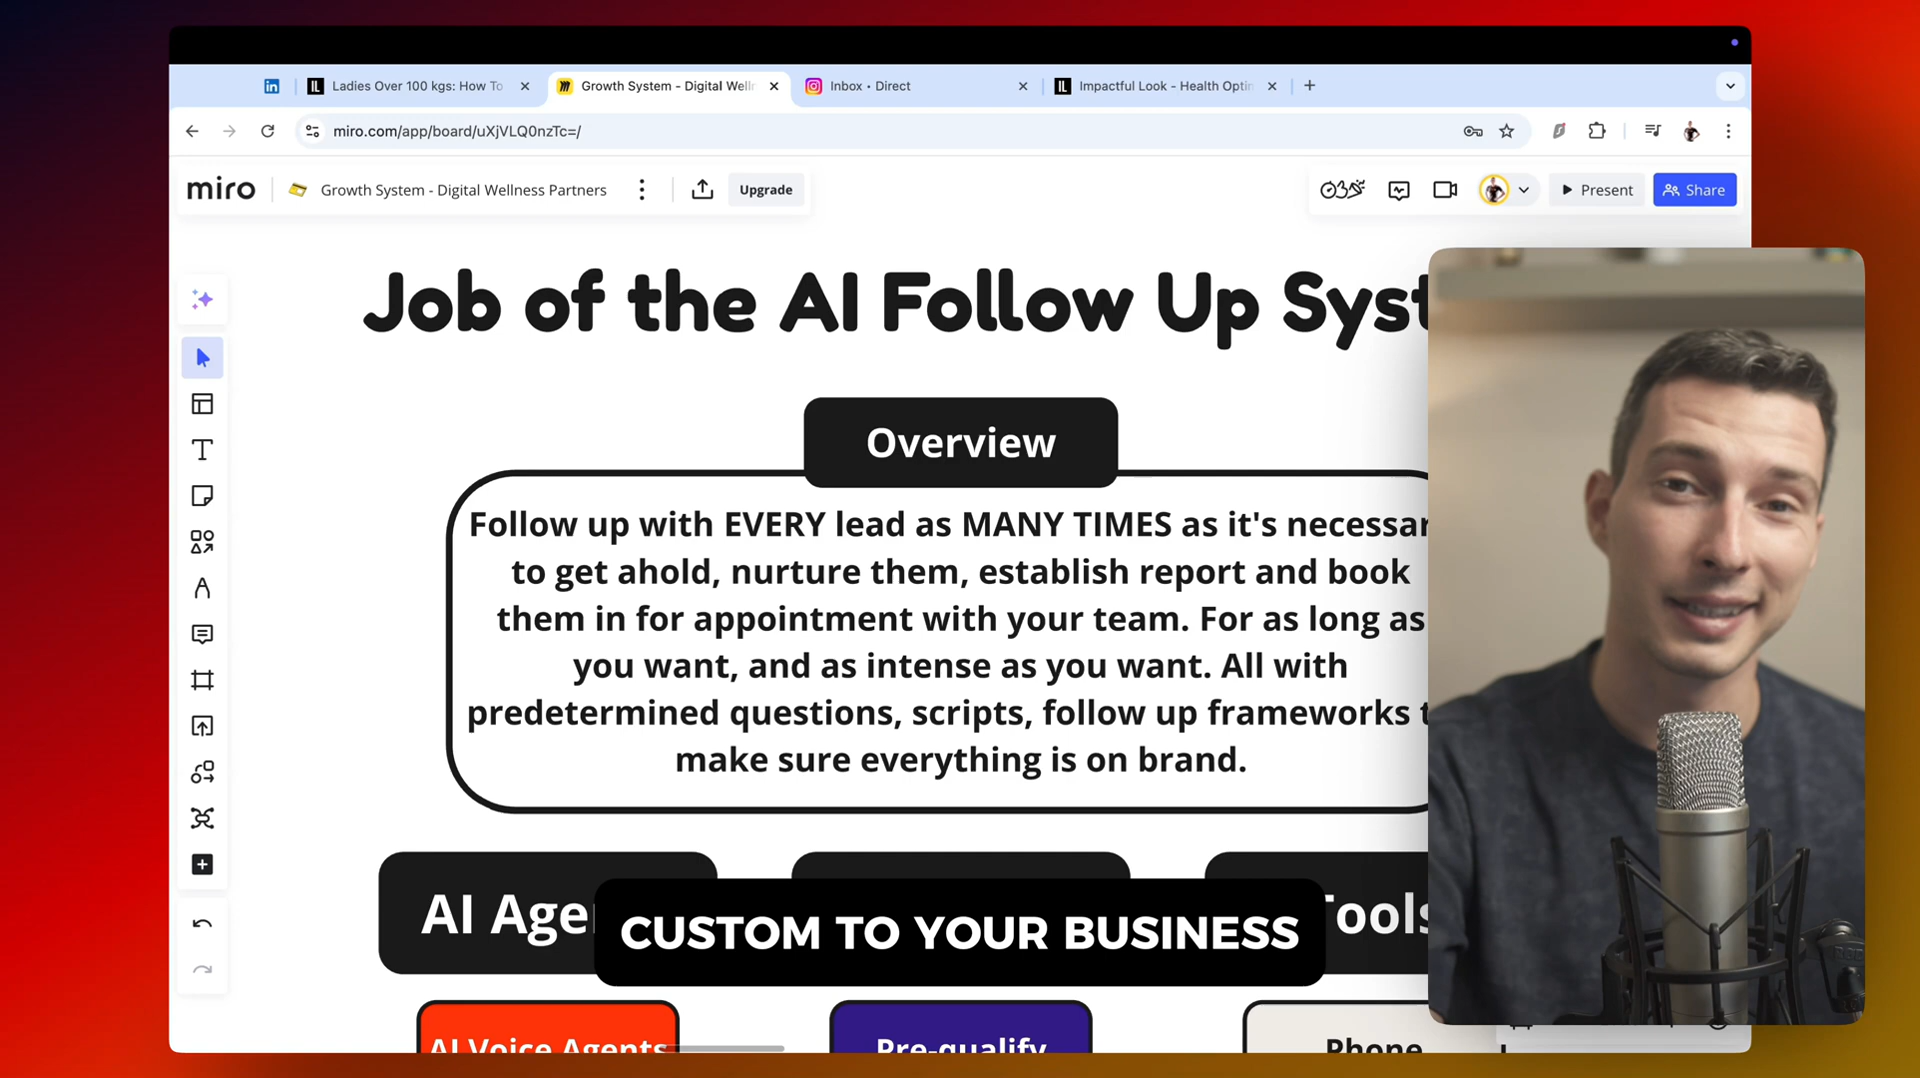 Ladies Over 100 kgs: How To
Growth System - Digital Welln
Inbox • Direct
Impactful Look - Health Optim
miro.com/app/board/uXjVLQ0nzTc=/
miro
Growth System - Digital Wellness Partners
Upgrade
Present
Share
Job of the AI Follow Up Syst
Overview
Follow up with EVERY lead as MANY TIMES as it's necessar
to get ahold, nurture them, establish report and book
them in for appointment with your team. For as long as
you want, and as intense as you want. All with
predetermined questions, scripts, follow up frameworks t
make sure everything is on brand.
AI Agen
Tools
CUSTOM TO YOUR BUSINESS
AI Voice Agents
Pre-qualify
Phone